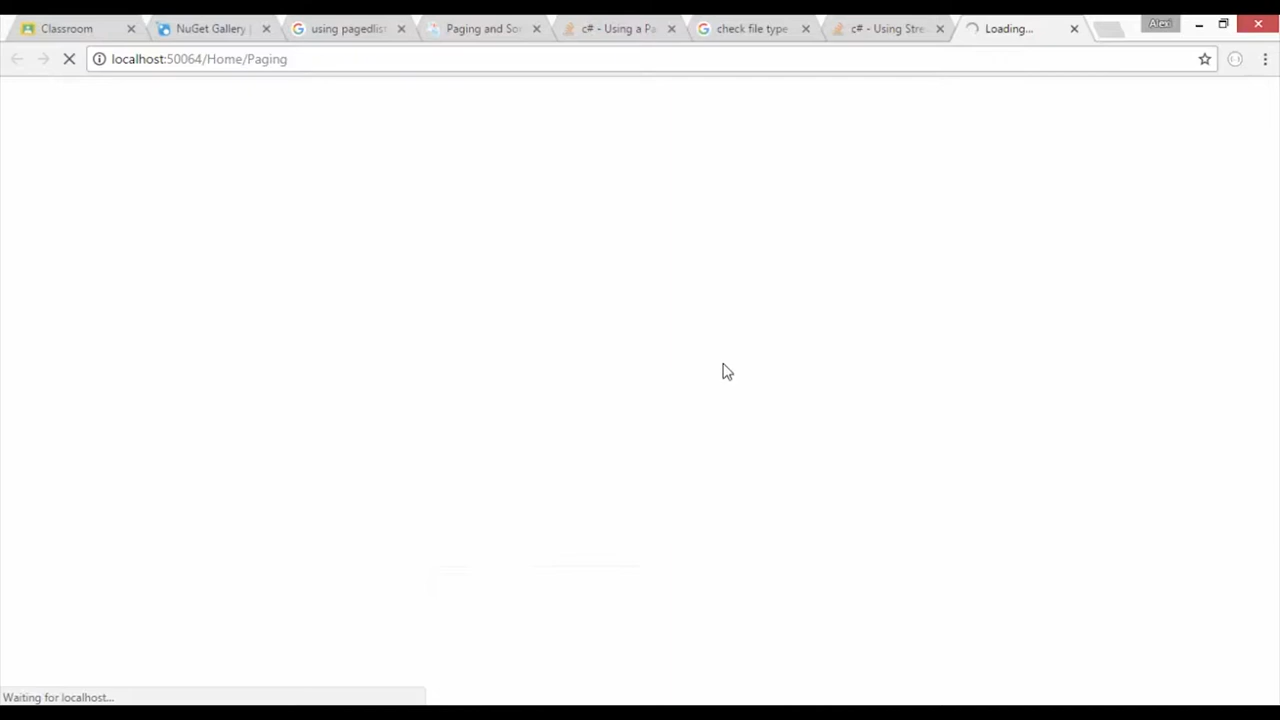 Classroom
NuGet Gallery
using pagedlist
Paging and So
c# - Using a Pa
check file type
c# - Using Stre
Loading...
Alex
localhost:50064/Home/Paging
Waiting for localhost...